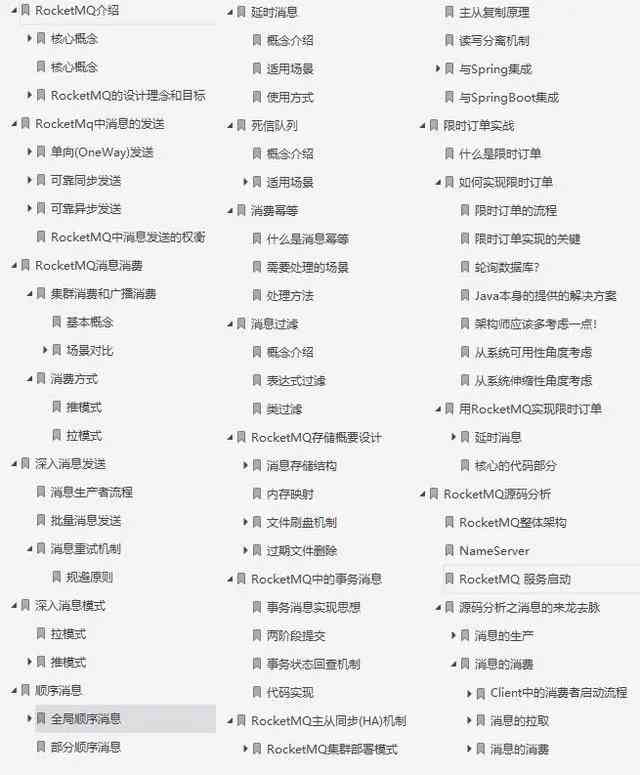 RocketMQ介绍
核心概念
核心概念
RocketMQ的设计理念和目标
RocketMq中消息的发送
单向(OneWay)发送
可靠同步发送
可靠异步发送
RocketMQ中消息发送的权衡
RocketMQ消息消费
集群消费和广播消费
基本概念
场景对比
消费方式
推模式
拉模式
深入消息发送
消息生产者流程
批量消息发送
消息重试机制
规避原则
深入消息模式
拉模式
推模式
顺序消息
全局顺序消息
部分顺序消息
延时消息
概念介绍
适用场景
使用方式
死信队列
概念介绍
适用场景
消费幂等
什么是消息幂等
需要处理的场景
处理方法
消息过滤
概念介绍
表达式过滤
类过滤
RocketMQ存储概要设计
消息存储结构
内存映射
文件刷盘机制
过期文件删除
RocketMQ中的事务消息
事务消息实现思想
两阶段提交
事务状态回查机制
代码实现
RocketMQ主从同步(HA)机制
RocketMQ集群部署模式
主从复制原理
读写分离机制
与Spring集成
与SpringBoot集成
限时订单实战
什么是限时订单
如何实现限时订单
限时订单的流程
限时订单实现的关键
轮询数据库?
Java本身的提供的解决方案
架构师应该多考虑一点!
从系统可用性角度考虑
从系统伸缩性角度考虑
用RocketMQ实现限时订单
延时消息
核心的代码部分
RocketMQ源码分析
RocketMQ整体架构
NameServer
RocketMQ 服务启动
源码分析之消息的来龙去脉
消息的生产
消息的消费
Client中的消费者启动流程
消息的拉取
消息的消费